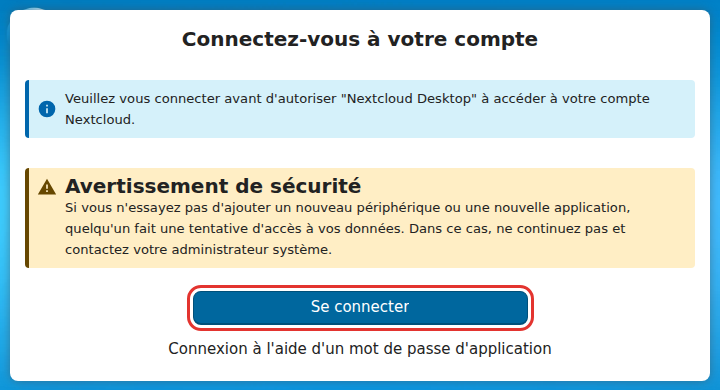 Connectez-vous à votre compte
Veuillez vous connecter avant d'autoriser "Nextcloud Desktop" à accéder à votre compte
Nextcloud.
Avertissement de sécurité
Si vous n'essayez pas d'ajouter un nouveau périphérique ou une nouvelle application,
quelqu'un fait une tentative d'accès à vos données. Dans ce cas, ne continuez pas et
contactez votre administrateur système.
Se connecter
Connexion à l'aide d'un mot de passe d'application